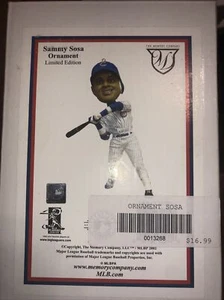 Sammy Sosa
Ornament
Limited Edition
THE MEMORY COMPANY
ORNAMENT SOSA
0013268
$16.99
©Copyright, The Memory Company, LLC™/ MLBP 2002
Major League Baseball trademarks and copyrights are used with
permission of Major League Baseball Properties, Inc.
© MLBPA
www.memorycompany.com
MLB.com